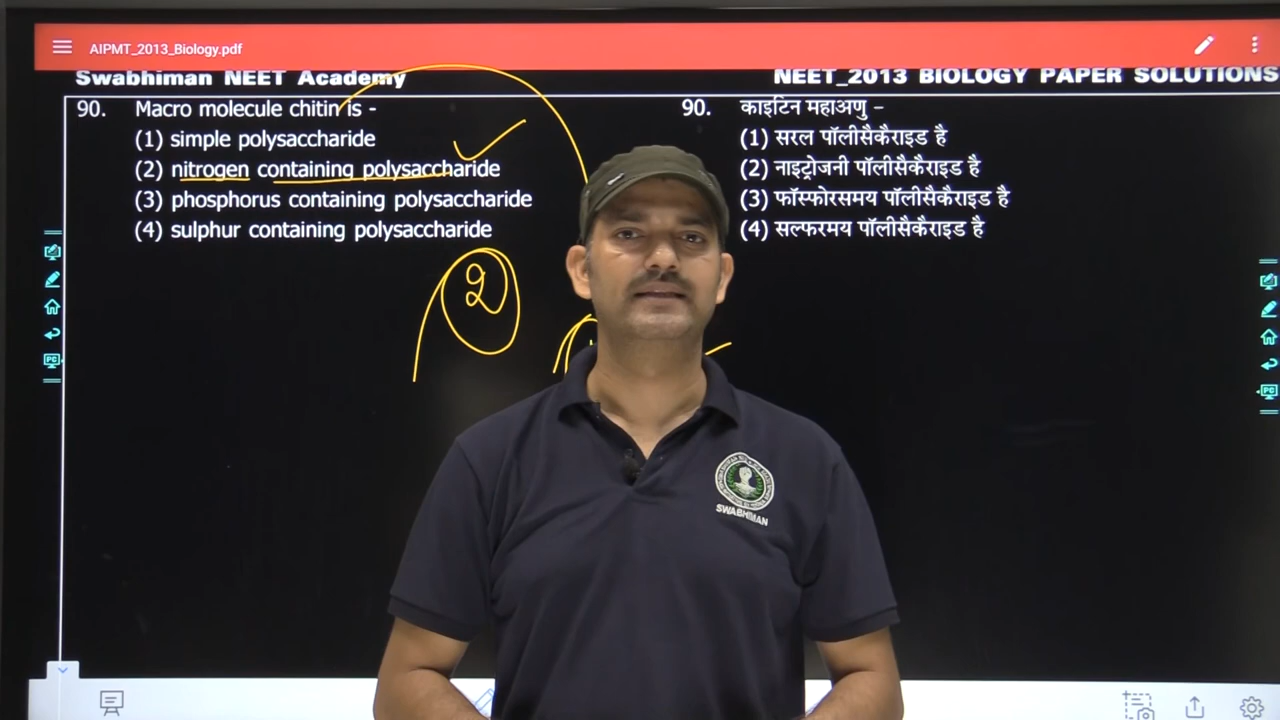 AIPMT_2013_Biology.pdf
Swabhiman NEET Academy
NEET_2013 BIOLOGY PAPER SOLUTIONS
90. Macro molecule chitin is -
(1) simple polysaccharide
(2) nitrogen containing polysaccharide
(3) phosphorus containing polysaccharide
(4) sulphur containing polysaccharide
2
90. काइटिन महाअणु –
(1) सरल पॉलीसैकैराइड है
(2) नाइट्रोजनी पॉलीसैकैराइड है
(3) फॉस्फोरसमय पॉलीसैकैराइड है
(4) सल्फरमय पॉलीसैकैराइड है
PC
PC
SWABHIMAN